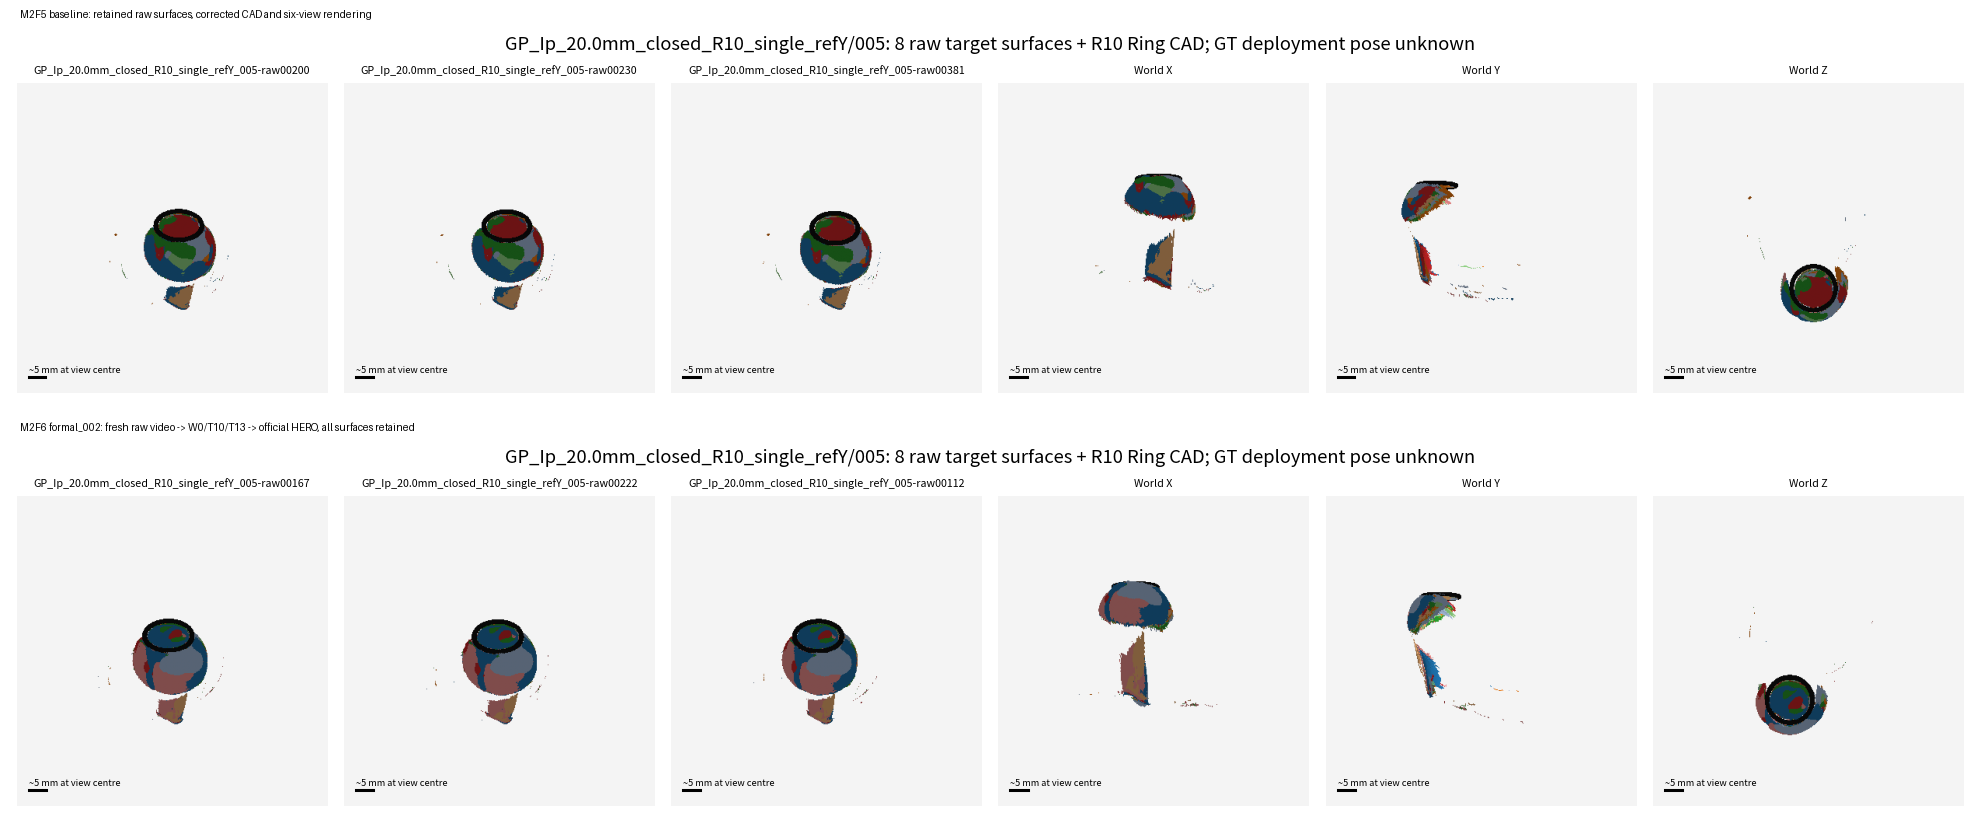 M2F5 baseline: retained raw surfaces, corrected CAD and six-view rendering
GP_Ip_20.0mm_closed_R10_single_refY/005: 8 raw target surfaces + R10 Ring CAD; GT deployment pose unknown
GP_Ip_20.0mm_closed_R10_single_refY_005-raw00200
GP_Ip_20.0mm_closed_R10_single_refY_005-raw00230
GP_Ip_20.0mm_closed_R10_single_refY_005-raw00381
World X
World Y
World Z
~5 mm at view centre
~5 mm at view centre
~5 mm at view centre
~5 mm at view centre
~5 mm at view centre
~5 mm at view centre
M2F6 formal_002: fresh raw video -> W0/T10/T13 -> official HERO, all surfaces retained
GP_Ip_20.0mm_closed_R10_single_refY/005: 8 raw target surfaces + R10 Ring CAD; GT deployment pose unknown
GP_Ip_20.0mm_closed_R10_single_refY_005-raw00167
GP_Ip_20.0mm_closed_R10_single_refY_005-raw00222
GP_Ip_20.0mm_closed_R10_single_refY_005-raw00112
World X
World Y
World Z
~5 mm at view centre
~5 mm at view centre
~5 mm at view centre
~5 mm at view centre
~5 mm at view centre
~5 mm at view centre